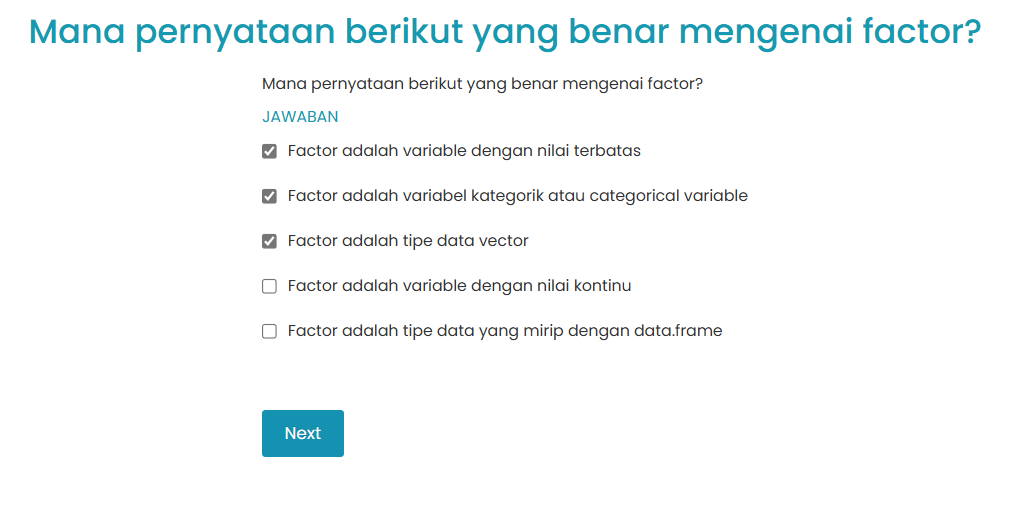 Mana pernyataan berikut yang benar mengenai factor?
Mana pernyataan berikut yang benar mengenai factor?
JAWABAN
Factor adalah variable dengan nilai terbatas
Factor adalah variabel kategorik atau categorical variable
Factor adalah tipe data vector
Factor adalah variable dengan nilai kontinu
Factor adalah tipe data yang mirip dengan data.frame
Next